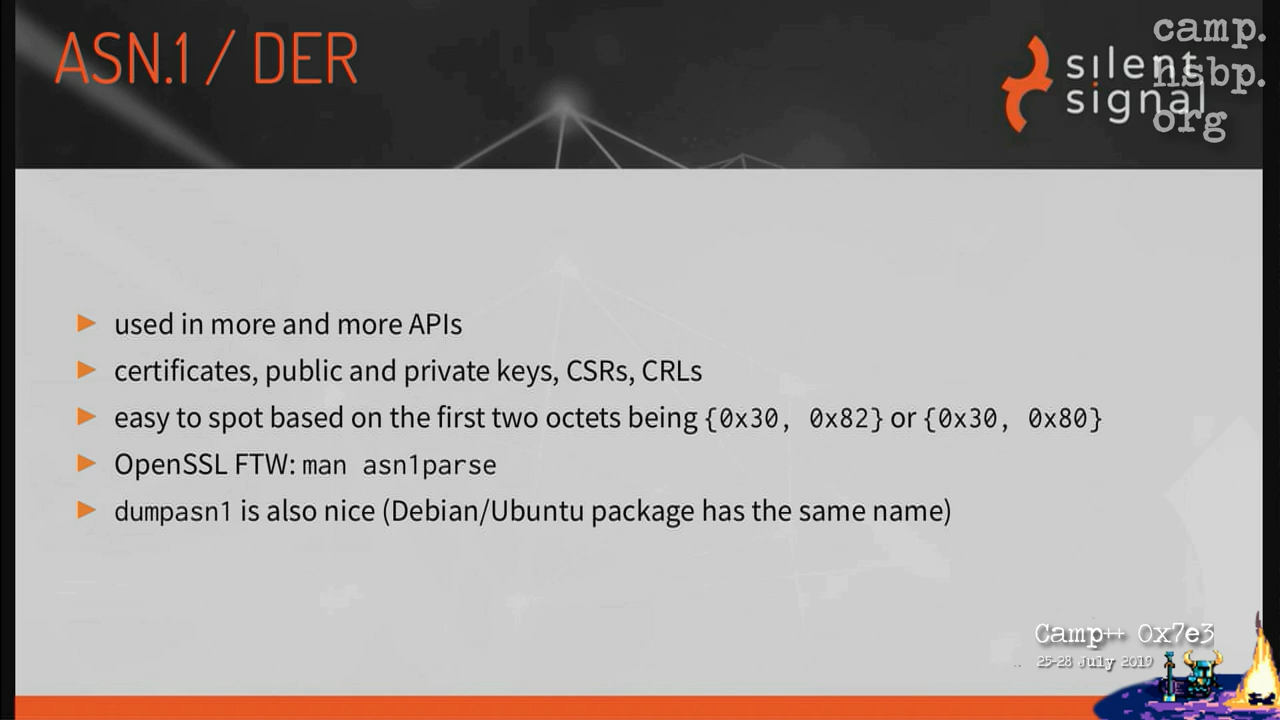 ASN.1 / DER
silent
signal
camp.
hsbp.
org
used in more and more APIs
certificates, public and private keys, CSRs, CRLs
easy to spot based on the first two octets being {0x30, 0x82} or {0x30, 0x80}
OpenSSL FTW: man asn1parse
dumpasn1 is also nice (Debian/Ubuntu package has the same name)
Camp++ 0x7e3
25-28 July 2019